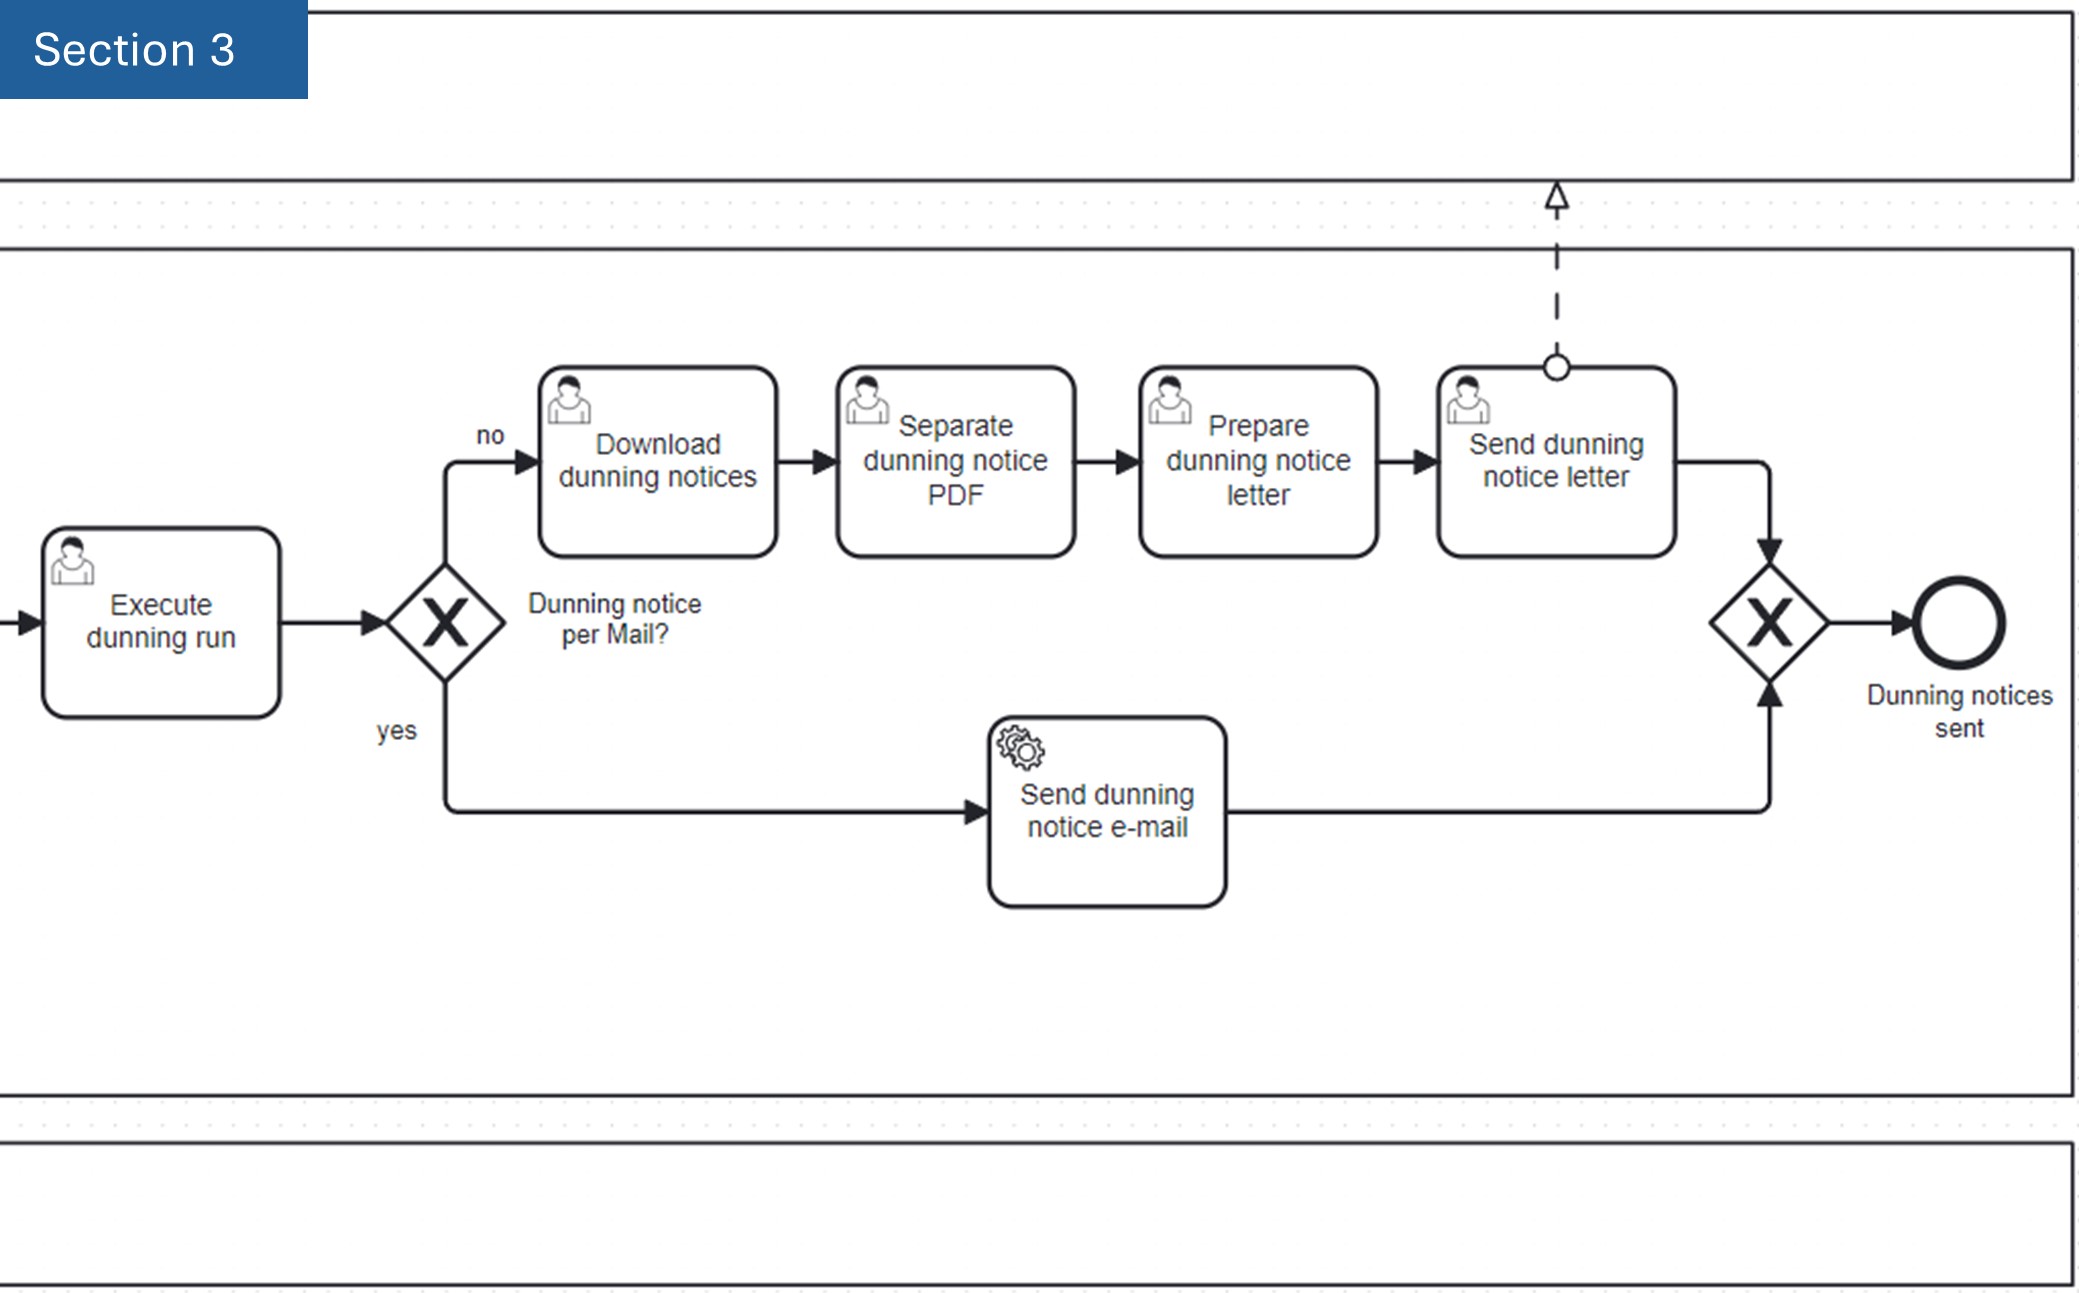 Section 3
no
Download
dunning notices
Separate
dunning notice
PDF
Prepare
dunning notice
letter
Send dunning
notice letter
Execute
dunning run
X
Dunning notice
per Mail?
X
Dunning notices
sent
yes
Send dunning
notice e-mail